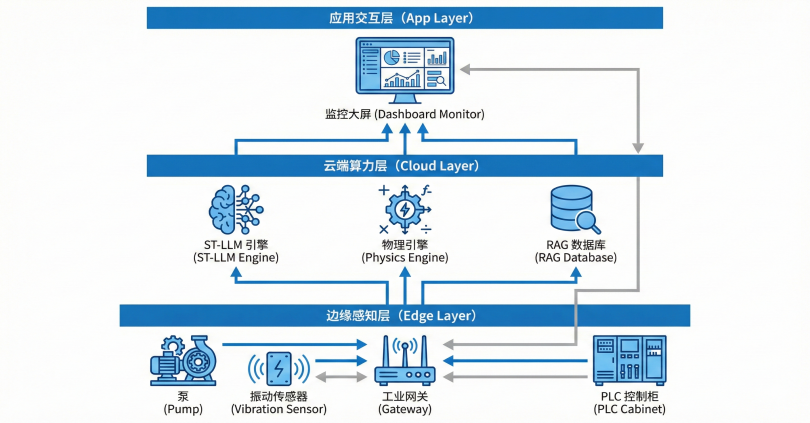 应用交互层（App Layer）
监控大屏 (Dashboard Monitor)
云端算力层（Cloud Layer）
ST-LLM 引擎
(ST-LLM Engine)
物理引擎
(Physics Engine)
RAG 数据库
(RAG Database)
边缘感知层（Edge Layer）
泵
(Pump)
振动传感器
(Vibration Sensor)
工业网关
(Gateway)
PLC 控制柜
(PLC Cabinet)